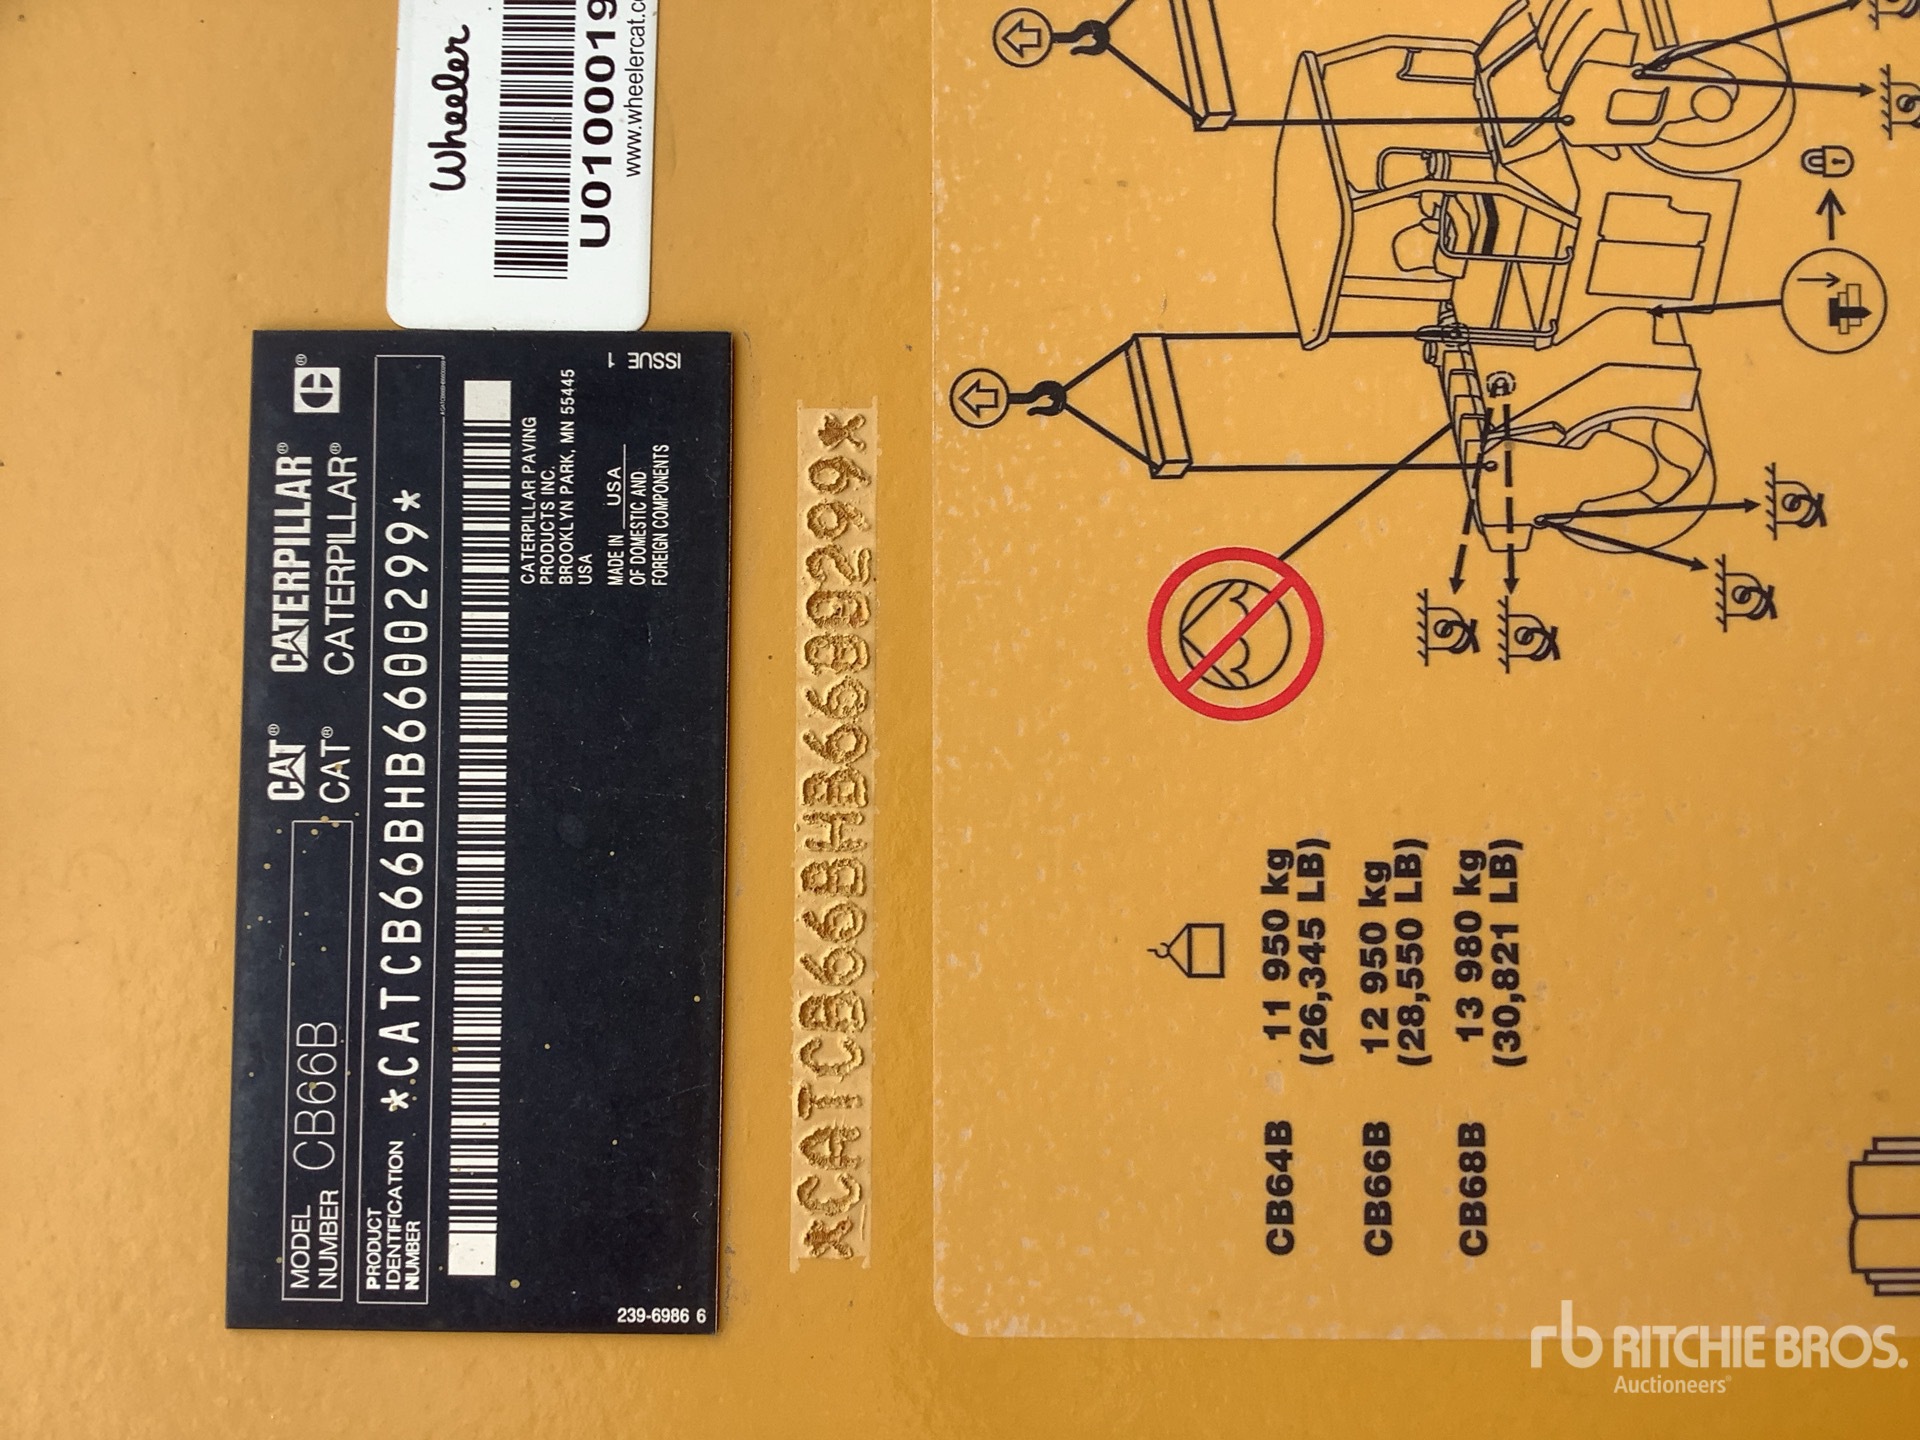 Wheeler
U0100019
www.wheelercat.co
MODEL
NUMBER CB66B
CAT® CATERPILLAR®
CAT® CATERPILLAR®
PRODUCT
IDENTIFICATION
NUMBER
*CATCB66BHB6600299*
CATERPILLAR PAVING
PRODUCTS INC.
BROOKLYN PARK, MN 55445
USA
MADE IN USA
OF DOMESTIC AND
FOREIGN COMPONENTS
ISSUE 1
239-6986 6
*CATCB66BHB6600299*
CB64B 11 950 kg
(26,345 LB)
CB66B 12 950 kg
(28,550 LB)
CB68B 13 980 kg
(30,821 LB)
rb RITCHIE BROS.
Auctioneers